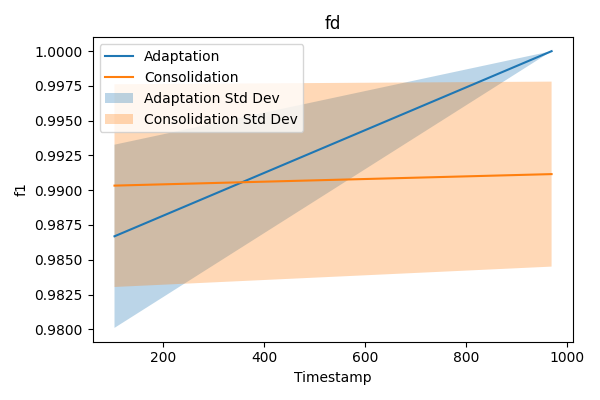 fd
1.0000
0.9975
0.9950
0.9925
0.9900
0.9875
0.9850
0.9825
0.9800
f1
Adaptation
Consolidation
Adaptation Std Dev
Consolidation Std Dev
200
400
600
800
1000
Timestamp